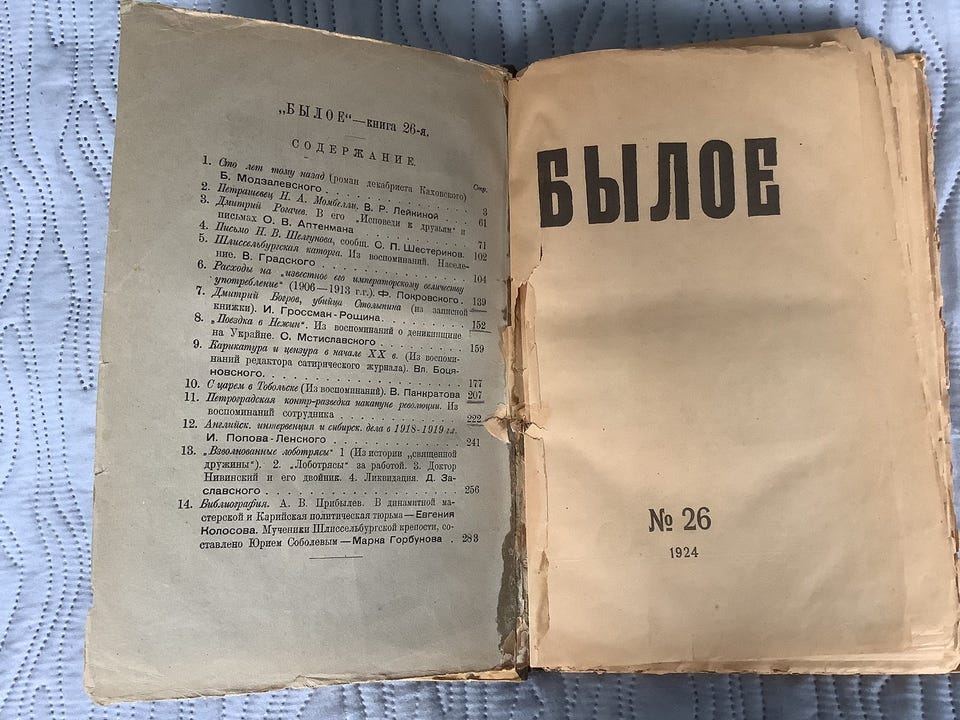 „БЫЛОЕ“—книга 26-я.
СОДЕРЖАНИЕ.
Стр.
1. Сто лет тому назад (роман декабриста Каховского)
Б. Модзалевского . . . . . . . . . . . . . 3
2. Петрашевец Н. А. Момбелли. В. Р. Лейкиной . 61
3. Дмитрий Рогачев. В его „Исповеди к друзьям“ и
письмах О. В. Аптекмана . . . . . . . . . 71
4. Письмо Н. В. Шелгунова, сообщ. С. П. Шестериков. 102
5. Шлиссельбургская каторга. Из воспоминаний. Населе-
ние. В. Градского . . . . . . . . . . . . . 104
6. Расходы на „известное его императорскому величеству
употребление“ (1906—1913 г.г.). Ф. Покровского . 139
7. Дмитрий Богров, убийца Столыпина (из записной
книжки). И. Гроссман-Рощина . . . . . . . 152
8. „Поездка в Нежин“. Из воспоминаний о деникинщине
на Украйне. С. Мстиславского . . . . . . . 159
9. Карикатура и цензура в начале XX в. (Из воспоми-
наний редактора сатирического журнала). Вл. Боця-
новского. . . . . . . . . . . . . . . . . . 177
10. С царем в Тобольске (Из воспоминаний). В. Панкратова 207
11. Петроградская контр-разведка накануне революции. Из
воспоминаний сотрудника . . . . . . . . . 222
12. Английск. интервенция и сибирск. дела в 1918-1919 г.г.
И. Попова-Ленского . . . . . . . . . . . . 241
13. „Взволнованные лоботрясы“ 1 (Из истории „священной
дружины“). 2. „Лоботрясы“ за работой. 3. Доктор
Нивинский и его двойник. 4. Ликвидация. Д. За-
славского . . . . . . . . . . . . . . . . . 256
14. Библиография. А. В. Прибылев. В динамитной ма-
стерской и Карийская политическая тюрьма—Евгения
Колосова. Мученики Шлиссельбургской крепости, со-
ставлено Юрием Соболевым—Марка Горбунова . 283
БЫЛОЕ
№ 26
1924